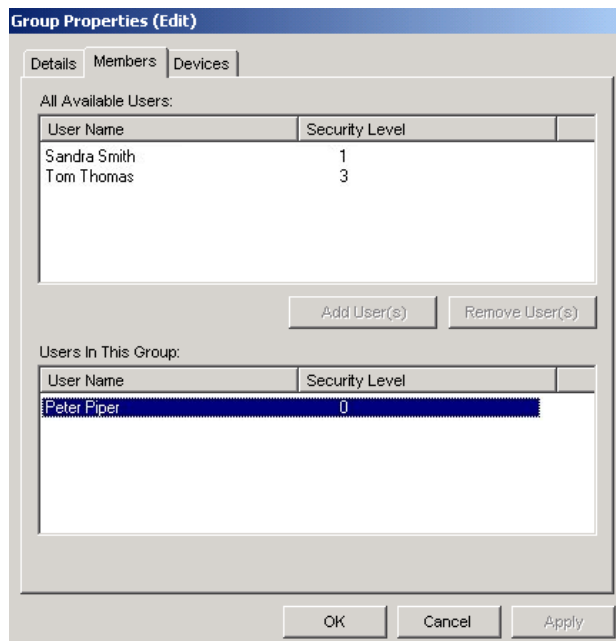 Group Properties (Edit)
Details Members Devices
All Available Users:
User Name Security Level
Sandra Smith 1
Tom Thomas 3
Add User(s) Remove User(s)
Users In This Group:
User Name Security Level
Peter Piper 0
OK Cancel Apply